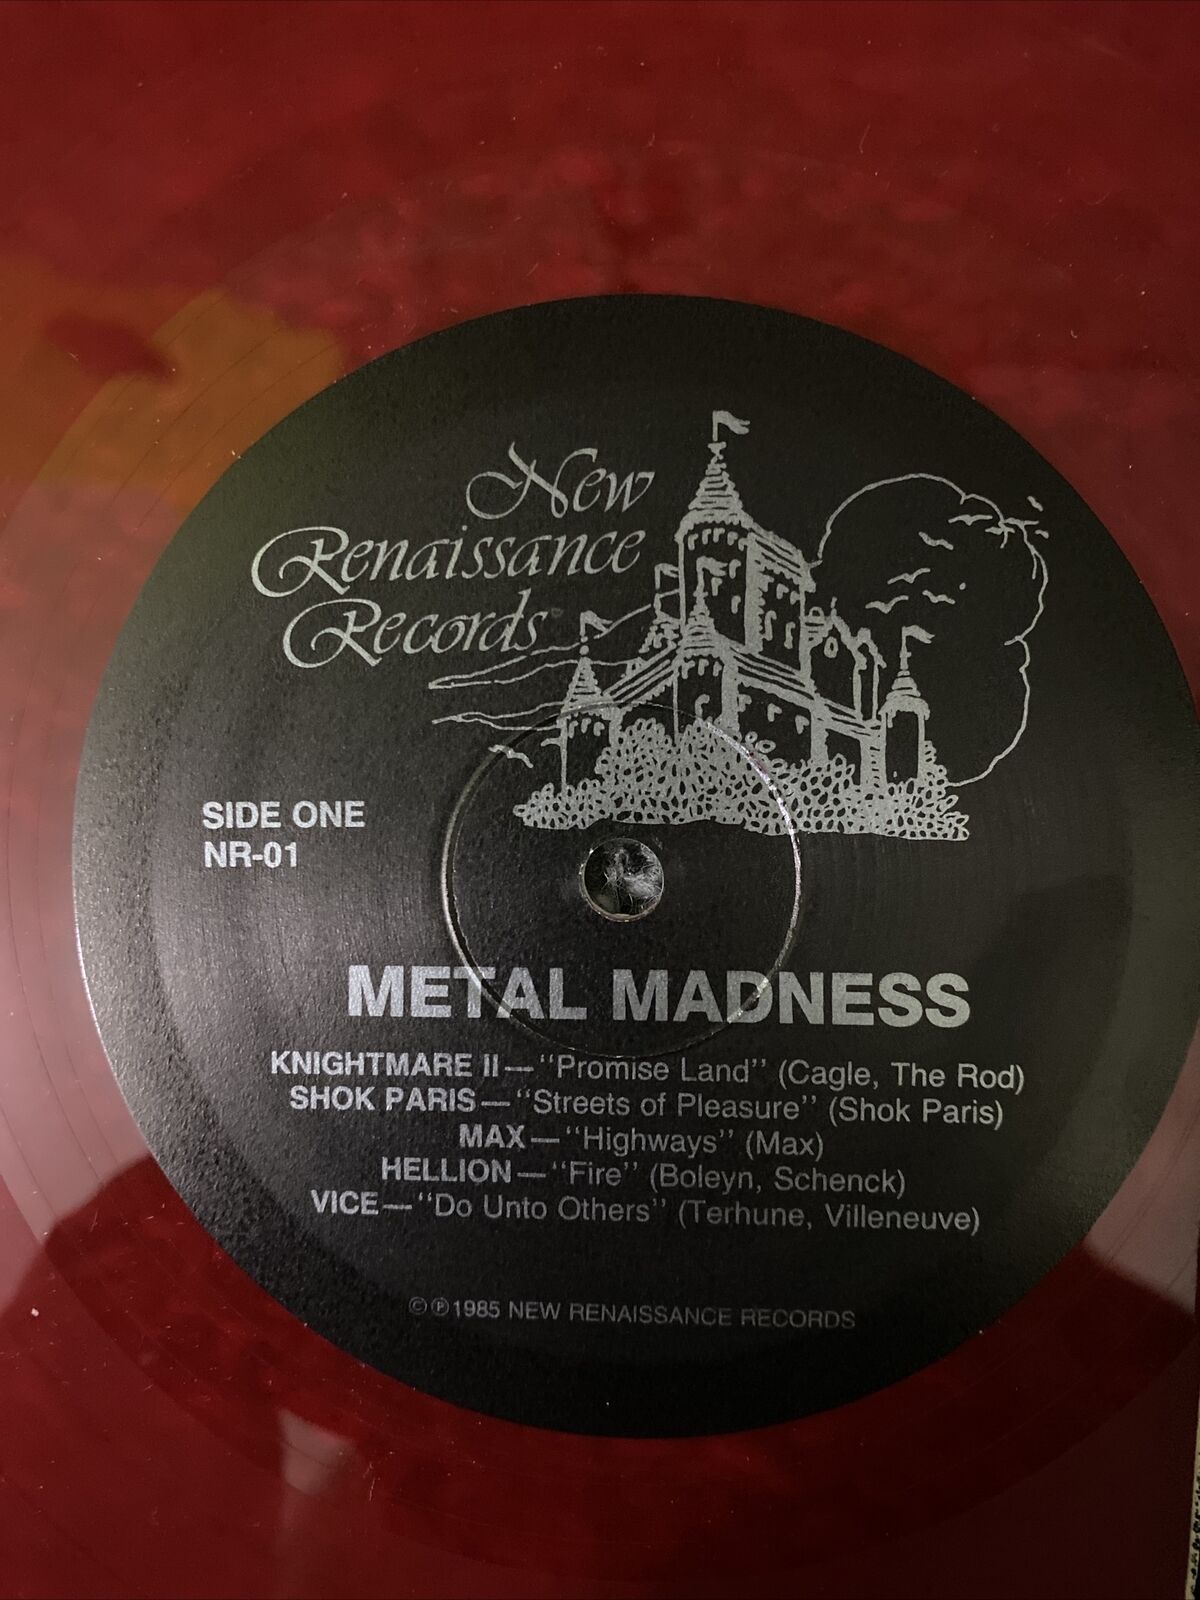 New
Renaissance
Records
SIDE ONE
NR-01
METAL MADNESS
KNIGHTMARE II—"Promise Land" (Cagle, The Rod)
SHOK PARIS—"Streets of Pleasure" (Shok Paris)
MAX—"Highways" (Max)
HELLION—"Fire" (Boleyn, Schenck)
VICE—"Do Unto Others" (Terhune, Villeneuve)
©℗1985 NEW RENAISSANCE RECORDS